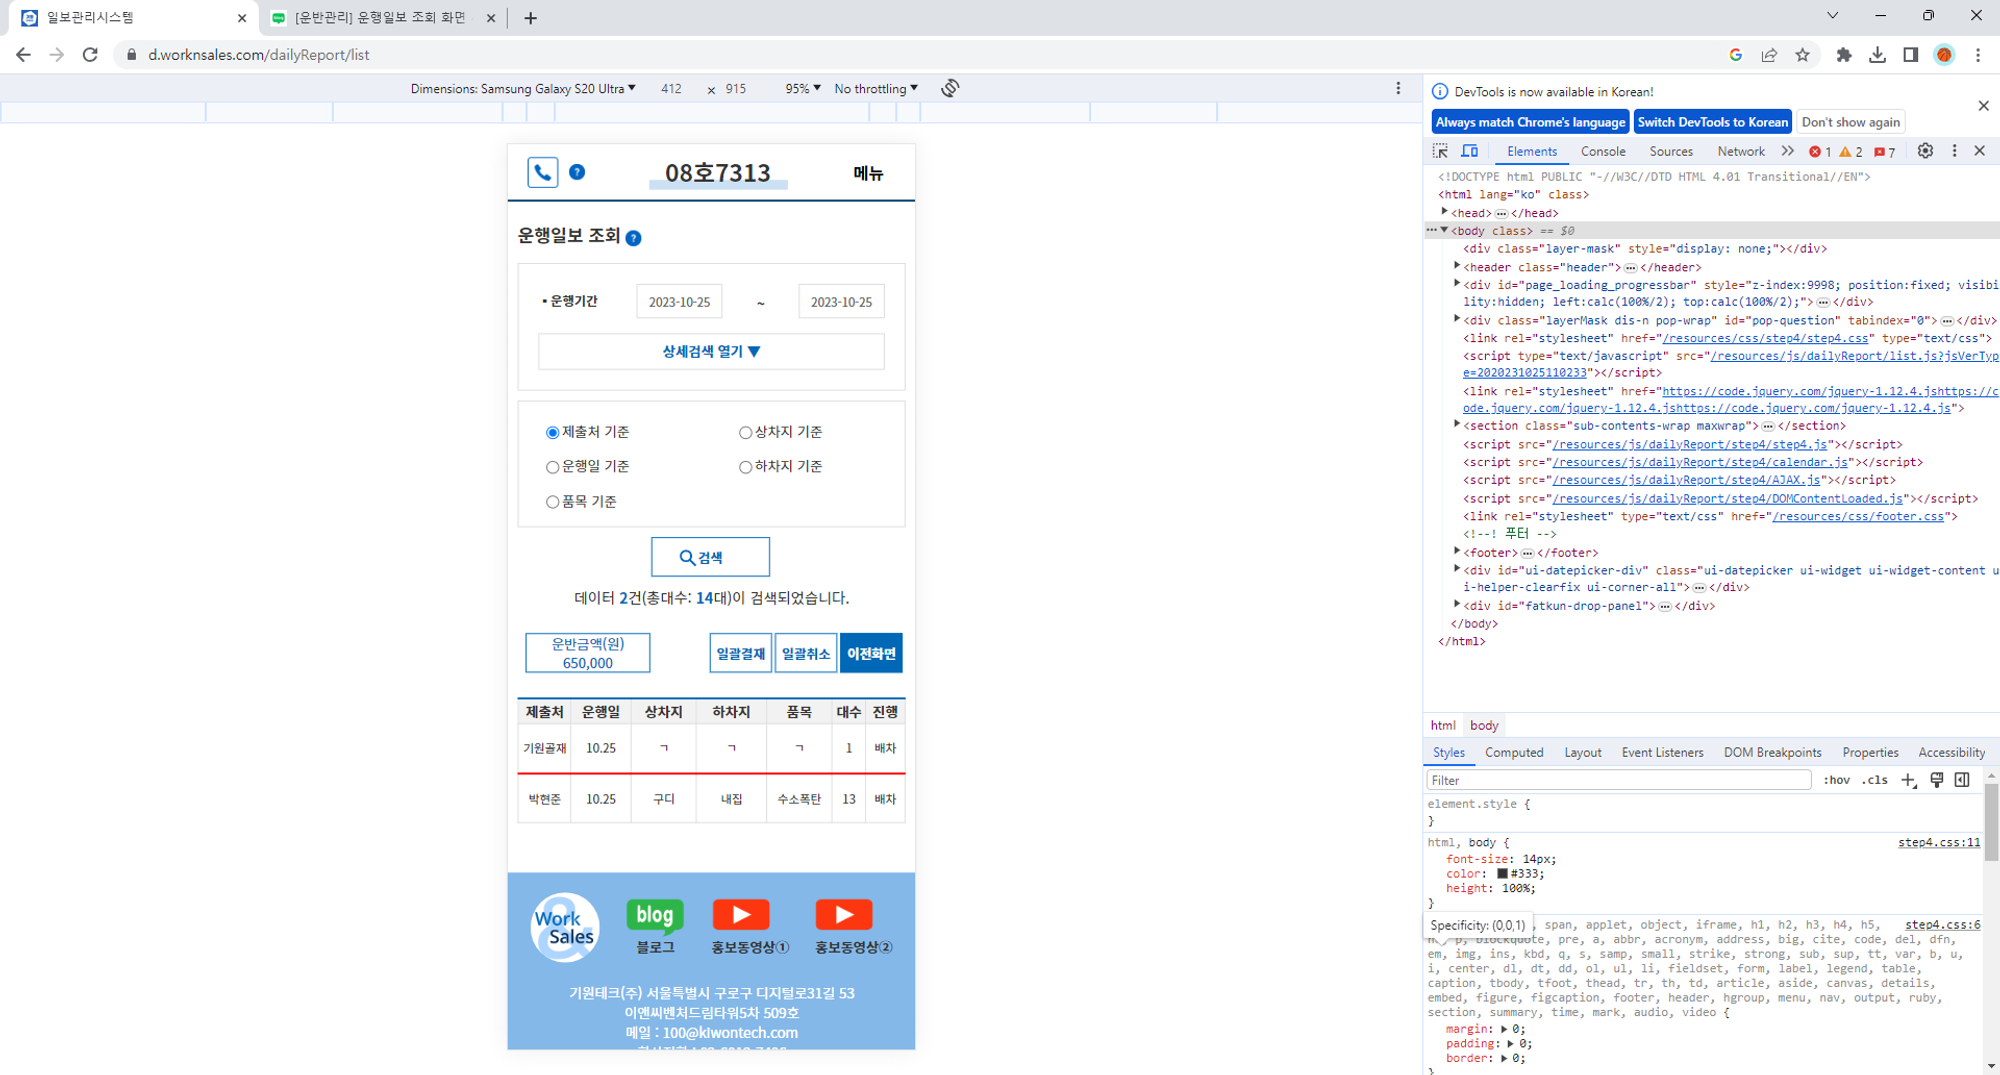 일보관리시스템
[운반관리] 운행일보 조회 화면
d.worknsales.com/dailyReport/list
Dimensions: Samsung Galaxy S20 Ultra ▼ 412 × 915 95% ▼ No throttling ▼
08호7313
메뉴
운행일보 조회 ?
▪ 운행기간 2023-10-25 ~ 2023-10-25
상세검색 열기 ▼
제출처 기준 상차지 기준
운행일 기준 하차지 기준
품목 기준
검색
데이터 2건(총대수: 14대)이 검색되었습니다.
운반금액(원)
650,000
일괄결재 일괄취소 이전화면
제출처 운행일 상차지 하차지 품목 대수 진행
기원골재 10.25 ㄱ ㄱ ㄱ 1 배차
박현준 10.25 구디 내집 수소폭탄 13 배차
Work & Sales
blog
블로그 홍보동영상① 홍보동영상②
기원테크(주) 서울특별시 구로구 디지털로31길 53
이앤씨벤처드림타워5차 509호
메일 : 100@kiwontech.com
DevTools is now available in Korean!
Always match Chrome's language Switch DevTools to Korean Don't show again
Elements Console Sources Network 1 2 7
<!DOCTYPE html PUBLIC "-//W3C//DTD HTML 4.01 Transitional//EN">
<html lang="ko" class>
<head>…</head>
<body class> == $0
<div class="layer-mask" style="display: none;"></div>
<header class="header">…</header>
<div id="page_loading_progressbar" style="z-index:9998; position:fixed; visibi
lity:hidden; left:calc(100%/2); top:calc(100%/2);">…</div>
<div class="layerMask dis-n pop-wrap" id="pop-question" tabindex="0">…</div>
<link rel="stylesheet" href="/resources/css/step4/step4.css" type="text/css">
<script type="text/javascript" src="/resources/js/dailyReport/list.js?jsVerTyp
e=2020231025110233"></script>
<link rel="stylesheet" href="https://code.jquery.com/jquery-1.12.4.jshttps://c
ode.jquery.com/jquery-1.12.4.jshttps://code.jquery.com/jquery-1.12.4.js">
<section class="sub-contents-wrap maxwrap">…</section>
<script src="/resources/js/dailyReport/step4/step4.js"></script>
<script src="/resources/js/dailyReport/step4/calendar.js"></script>
<script src="/resources/js/dailyReport/step4/AJAX.js"></script>
<script src="/resources/js/dailyReport/step4/DOMContentLoaded.js"></script>
<link rel="stylesheet" type="text/css" href="/resources/css/footer.css">
<!--! 푸터 -->
<footer>…</footer>
<div id="ui-datepicker-div" class="ui-datepicker ui-widget ui-widget-content u
i-helper-clearfix ui-corner-all">…</div>
<div id="fatkun-drop-panel">…</div>
</body>
</html>
html body
Styles Computed Layout Event Listeners DOM Breakpoints Properties Accessibility
Filter :hov .cls
element.style {
}
html, body { step4.css:11
font-size: 14px;
color: #333;
height: 100%;
}
Specificity: (0,0,1)
span, applet, object, iframe, h1, h2, h3, h4, h5, step4.css:6
p, blockquote, pre, a, abbr, acronym, address, big, cite, code, del, dfn,
em, img, ins, kbd, q, s, samp, small, strike, strong, sub, sup, tt, var, b, u,
i, center, dl, dt, dd, ol, ul, li, fieldset, form, label, legend, table,
caption, tbody, tfoot, thead, tr, th, td, article, aside, canvas, details,
embed, figure, figcaption, footer, header, hgroup, menu, nav, output, ruby,
section, summary, time, mark, audio, video {
margin: 0;
padding: 0;
border: 0;